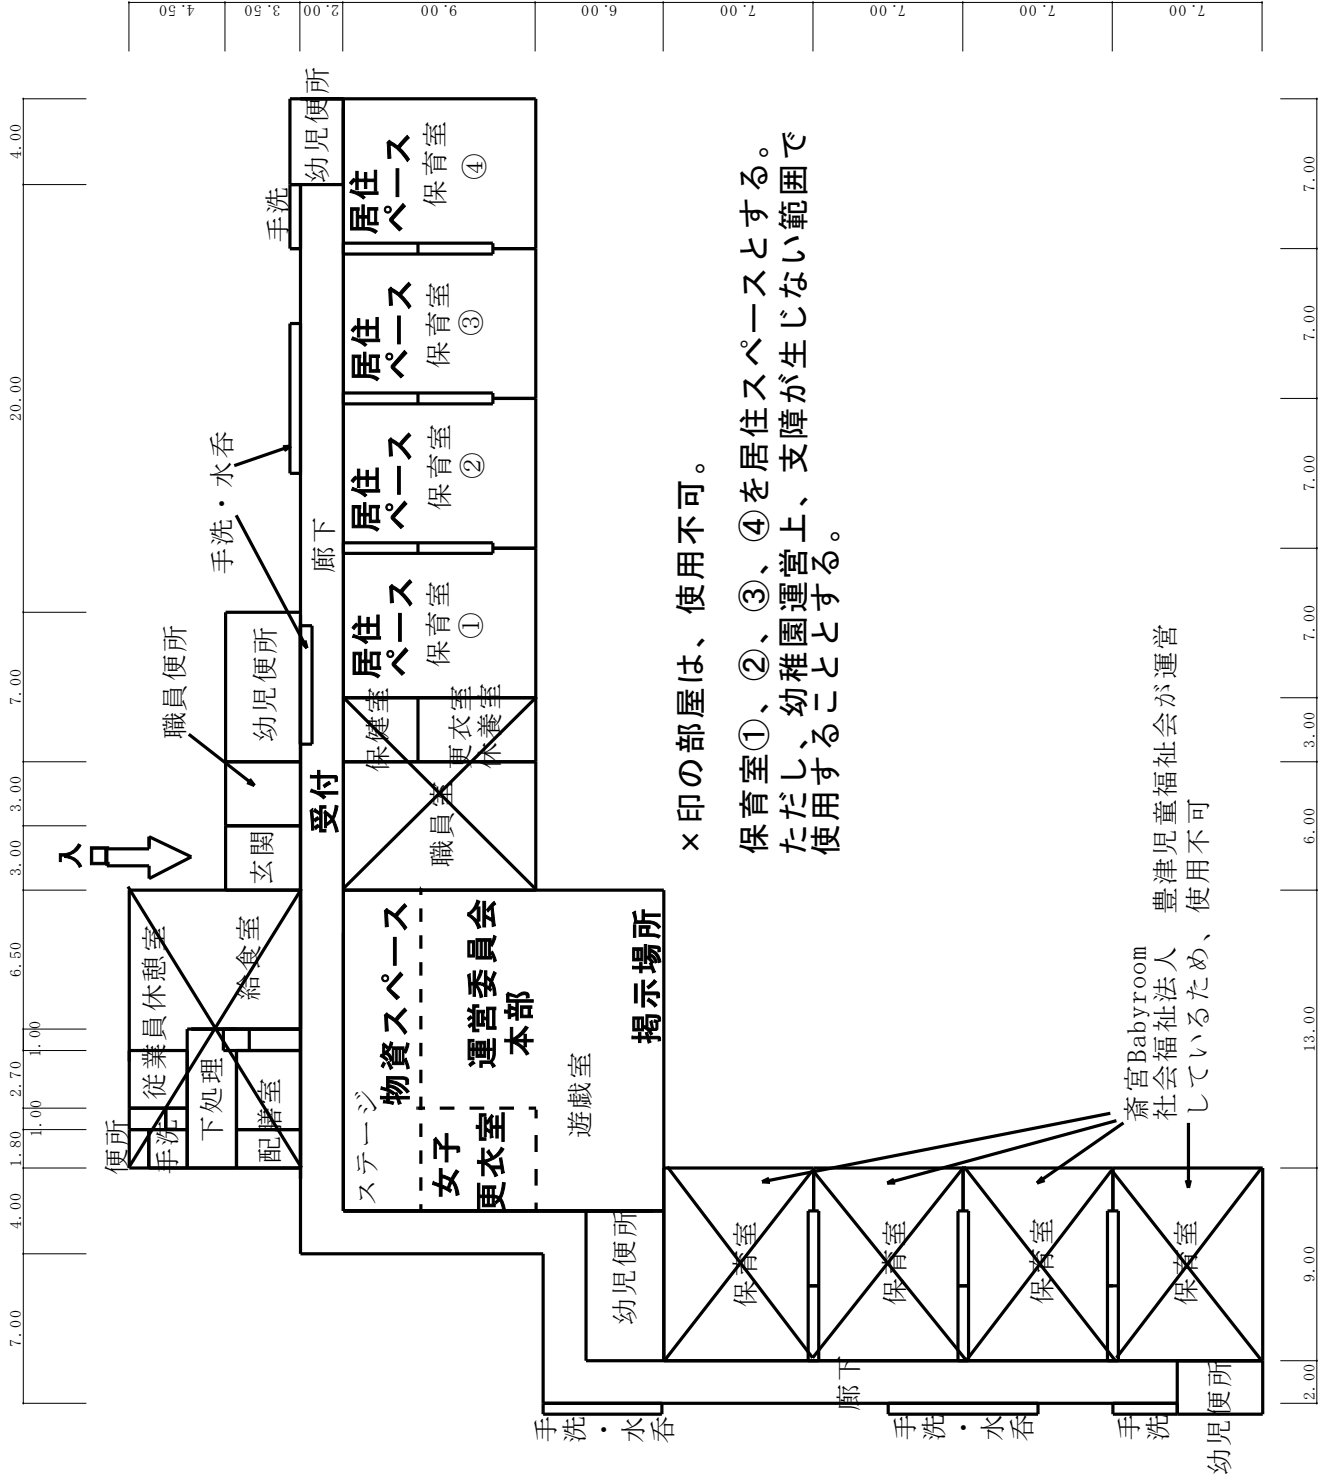 4.50
3.50
2.00
9.00
6.00
7.00
7.00
7.00
7.00
4.00
20.00
7.00
3.00
3.00
6.50
1.00
2.70
1.00
1.80
4.00
7.00
7.00
7.00
7.00
7.00
3.00
6.00
13.00
9.00
2.00
幼児便所
手洗
手洗・水呑
廊下
居住
ペース
保育室
④
居住
ペース
保育室
③
居住
ペース
保育室
②
居住
ペース
保育室
①
職員便所
幼児便所
受付
保健室
更衣室
休養室
職員室
入
玄関
従業員休憩室
給食室
便所
手洗
下処理
配膳室
物資スペース
ステージ
運営委員会
本部
女子
更衣室
遊戯室
掲示場所
×印の部屋は、使用不可。
保育室①、②、③、④を居住スペースとする。
ただし、幼稚園運営上、支障が生じない範囲で
使用することとする。
斎宮Babyroom
社会福祉法人　豊津児童福祉会が運営
しているため、使用不可
幼児便所
保育室
保育室
保育室
保育室
廊下
手洗・水呑
手洗・水呑
手洗
幼児便所